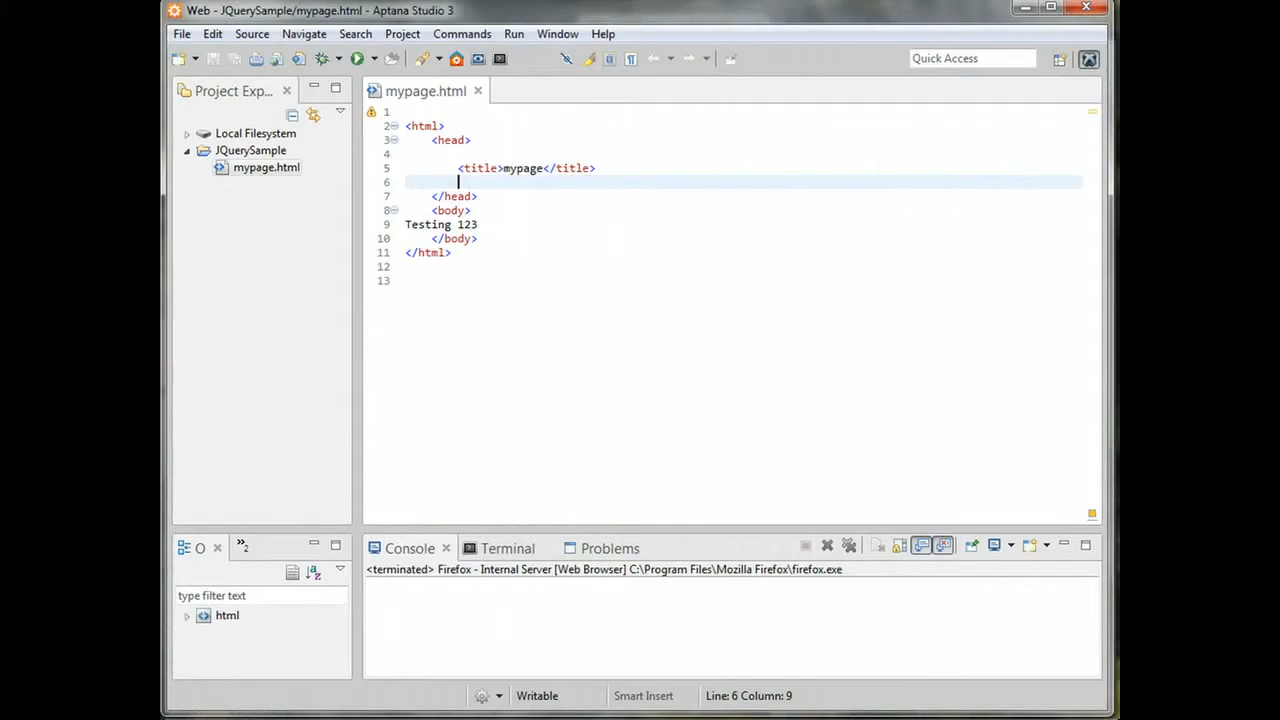 Web - JQuerySample/mypage.html - Aptana Studio 3
File Edit Source Navigate Search Project Commands Run Window Help
Quick Access
Project Exp...
Local Filesystem
JQuerySample
mypage.html
mypage.html
1
2 <html>
3 <head>
4
5 <title>mypage</title>
6
7 </head>
8 <body>
9 Testing 123
10 </body>
11 </html>
12
13
O »2
type filter text
html
Console Terminal Problems
<terminated> Firefox - Internal Server [Web Browser] C:\Program Files\Mozilla Firefox\firefox.exe
Writable Smart Insert Line: 6 Column: 9